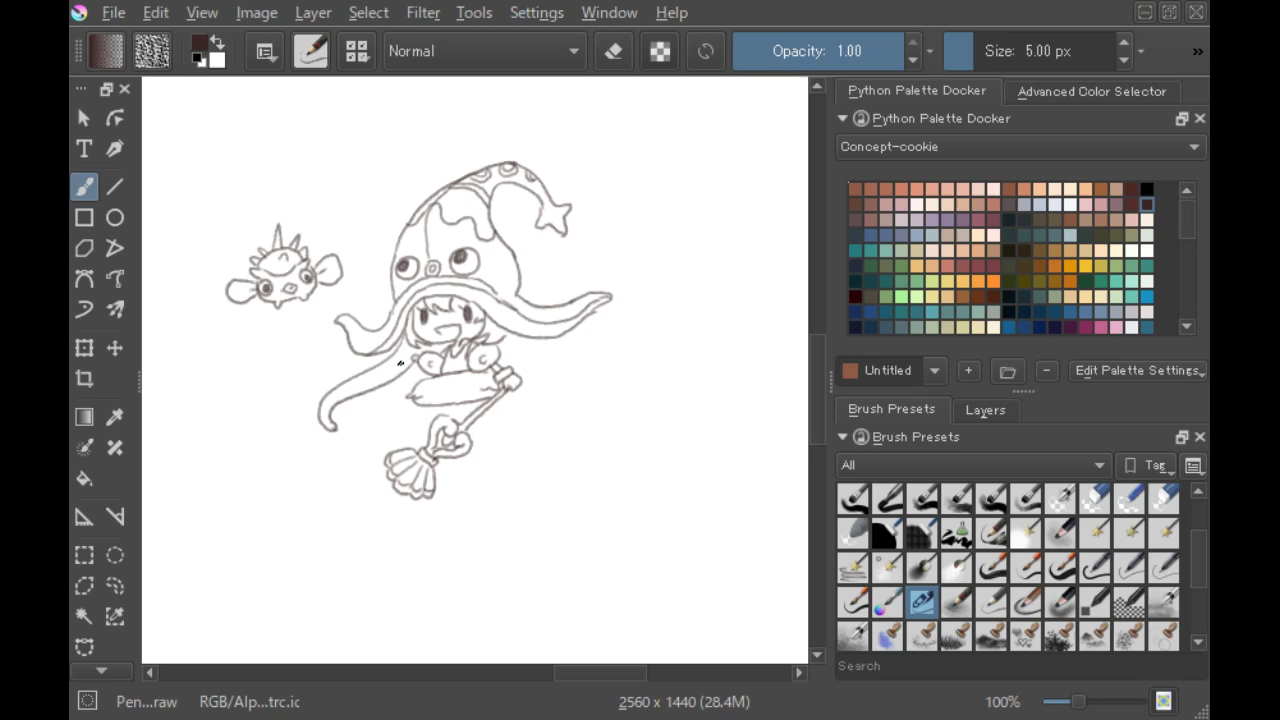 File Edit View Image Layer Select Filter Tools Settings Window Help
Normal Opacity: 1.00 Size: 5.00 px »
Python Palette Docker Advanced Color Selector
Python Palette Docker
Concept-cookie
Untitled + − Edit Palette Settings...
Brush Presets Layers
Brush Presets
All Tag
Search
Pen...raw RGB/Alp...trc.ic 2560 x 1440 (28.4M) 100%